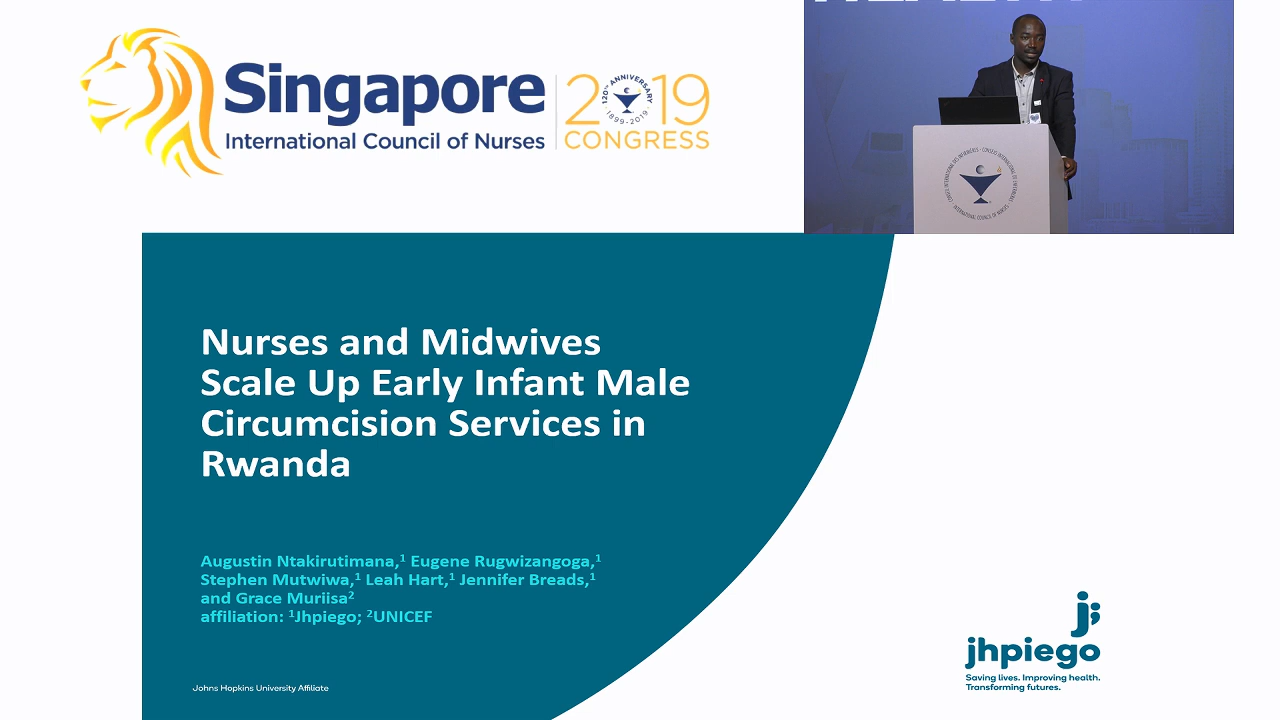 Singapore
International Council of Nurses
2019
CONGRESS
120TH ANNIVERSARY
·1899-2019·
Nurses and Midwives
Scale Up Early Infant Male
Circumcision Services in
Rwanda
Augustin Ntakirutimana,¹ Eugene Rugwizangoga,¹
Stephen Mutwiwa,¹ Leah Hart,¹ Jennifer Breads,¹
and Grace Muriisa²
affiliation: ¹Jhpiego; ²UNICEF
Johns Hopkins University Affiliate
j;
jhpiego
Saving lives. Improving health.
Transforming futures.